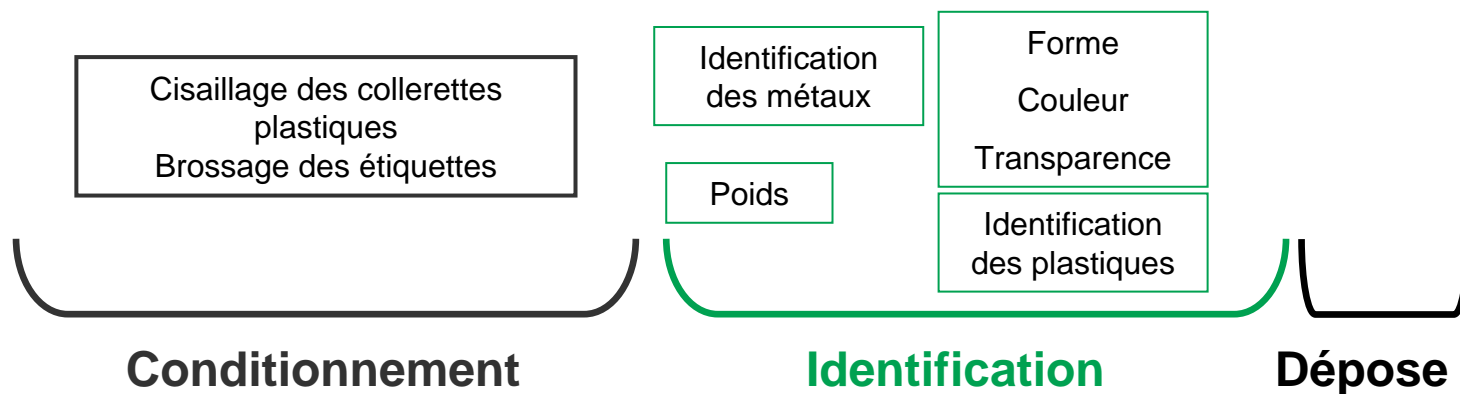 Cisaillage des collerettes
plastiques
Brossage des étiquettes
Identification
des métaux
Poids
Forme
Couleur
Transparence
Identification
des plastiques
Conditionnement
Identification
Dépose